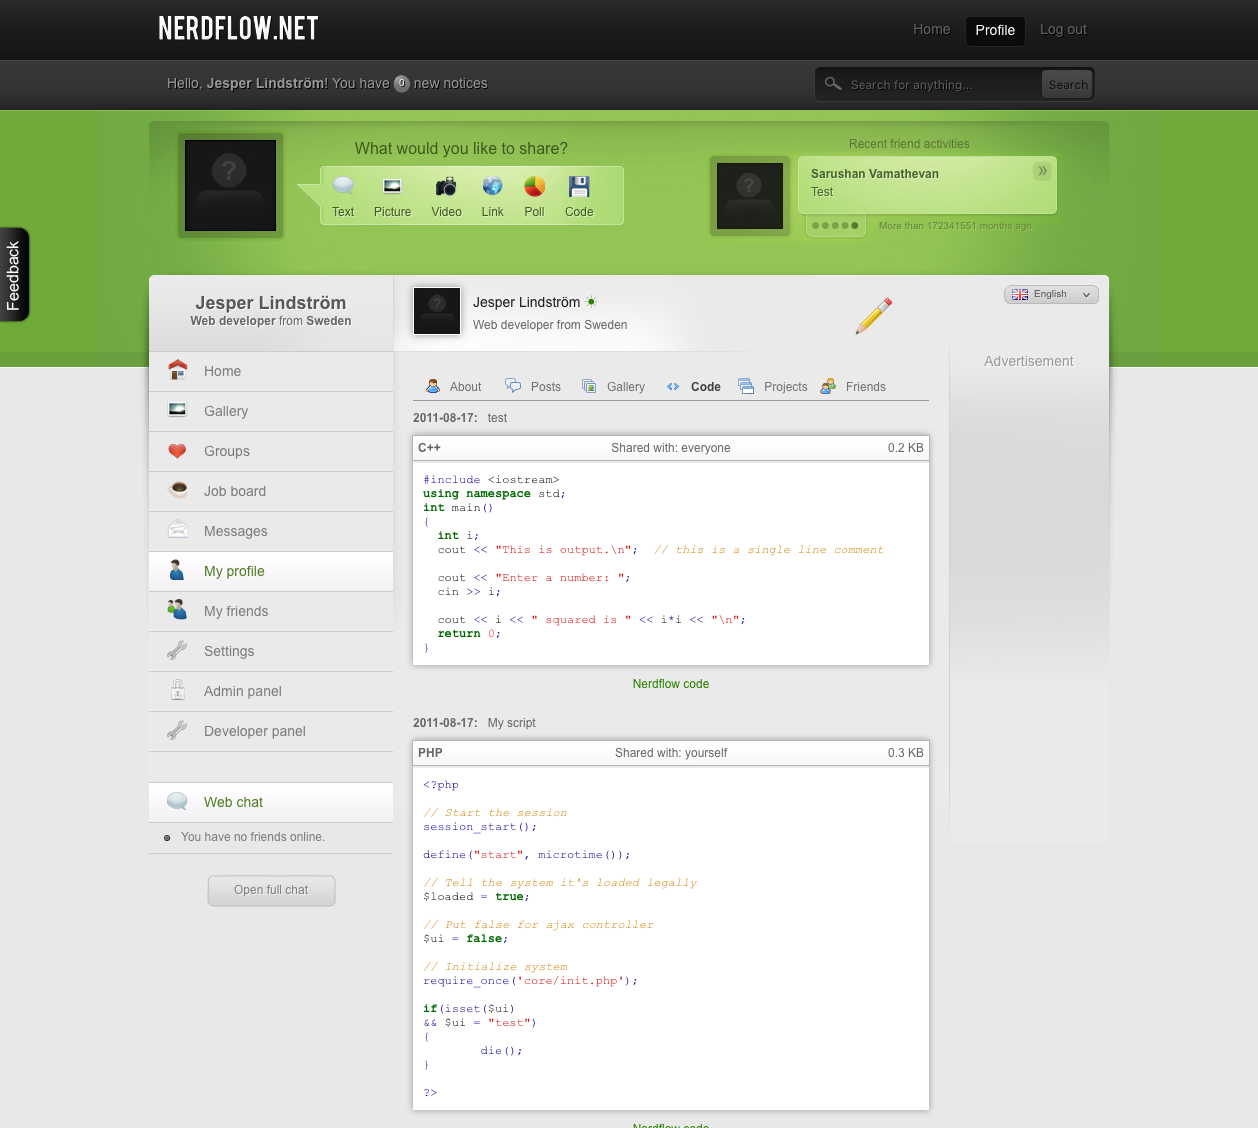 NERDFLOW.NET
Home Profile Log out
Hello, Jesper Lindström! You have 0 new notices
Search for anything... Search
What would you like to share?
Text Picture Video Link Poll Code
Recent friend activities
Sarushan Vamathevan »
Test
More than 172341551 months ago
Feedback
Jesper Lindström
Web developer from Sweden
Home
Gallery
Groups
Job board
Messages
My profile
My friends
Settings
Admin panel
Developer panel
Web chat
You have no friends online.
Open full chat
Jesper Lindström
Web developer from Sweden
English
Advertisement
About Posts Gallery Code Projects Friends
2011-08-17: test
C++ Shared with: everyone 0.2 KB
#include <iostream>
using namespace std;
int main()
{
  int i;
  cout << "This is output.\n";  // this is a single line comment
  cout << "Enter a number: ";
  cin >> i;
  cout << i << " squared is " << i*i << "\n";
  return 0;
}
Nerdflow code
2011-08-17: My script
PHP Shared with: yourself 0.3 KB
<?php
// Start the session
session_start();
define("start", microtime());
// Tell the system it's loaded legally
$loaded = true;
// Put false for ajax controller
$ui = false;
// Initialize system
require_once('core/init.php');
if(isset($ui)
&& $ui = "test")
{
        die();
}
?>
Nerdflow code